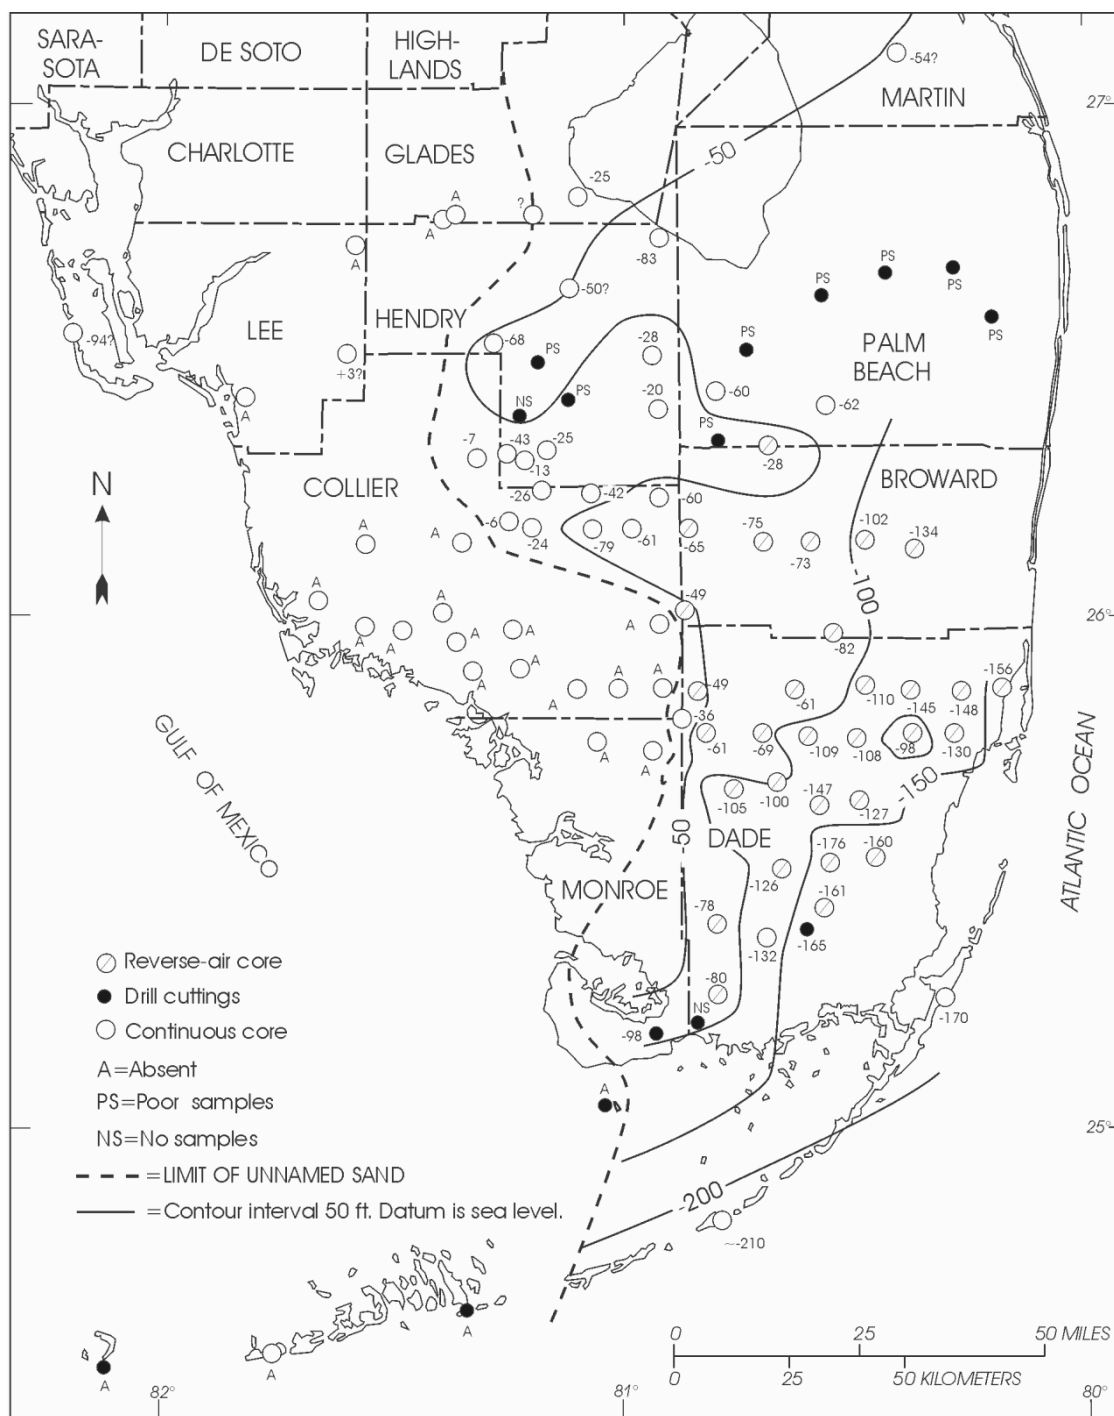 SARA-
SOTA
DE SOTO
HIGH-
LANDS
-54?
MARTIN
27°
27°
CHARLOTTE
GLADES
-50
-25
A
?
A
A
-83
PS
PS
PS
-50?
PS
HENDRY
LEE
-94?
-68
PS
-28
PS
PALM
BEACH
+3?
A
NS
PS
-20
-60
-62
PS
-7
-43
-25
-13
-28
COLLIER
-26
-42
-60
BROWARD
N
A
A
-6
-24
-79
-61
-65
-75
-73
-102
-134
A
-49
-100
26°
26°
A
A
A
A
A
-82
A
A
A
A
A
-49
-61
-110
-145
-148
-156
-36
A
A
-61
-69
-109
-108
-98
-130
GULF OF MEXICO
-105
-100
-147
-127
-150
ATLANTIC OCEAN
50
DADE
-176
-160
-126
MONROE
-161
-78
-132
-165
Reverse-air core
Drill cuttings
Continuous core
-80
NS
-98
-170
A=Absent
A
PS=Poor samples
NS=No samples
25°
25°
=LIMIT OF UNNAMED SAND
=Contour interval 50 ft. Datum is sea level.
-200
~-210
A
A
A
0 25 50 MILES
0 25 50 KILOMETERS
82°
81°
80°